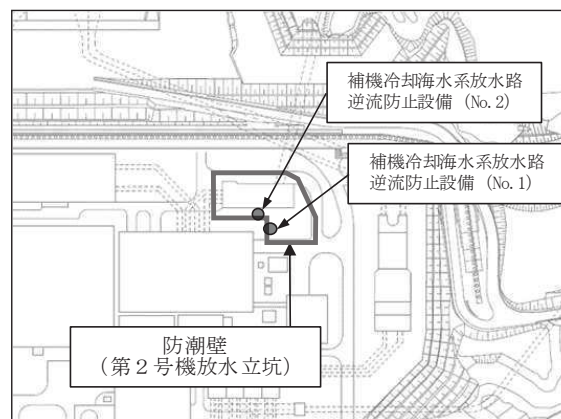 補機冷却海水系放水路
逆流防止設備 (No.2)
補機冷却海水系放水路
逆流防止設備 (No.1)
防潮壁
(第2号機放水立坑)